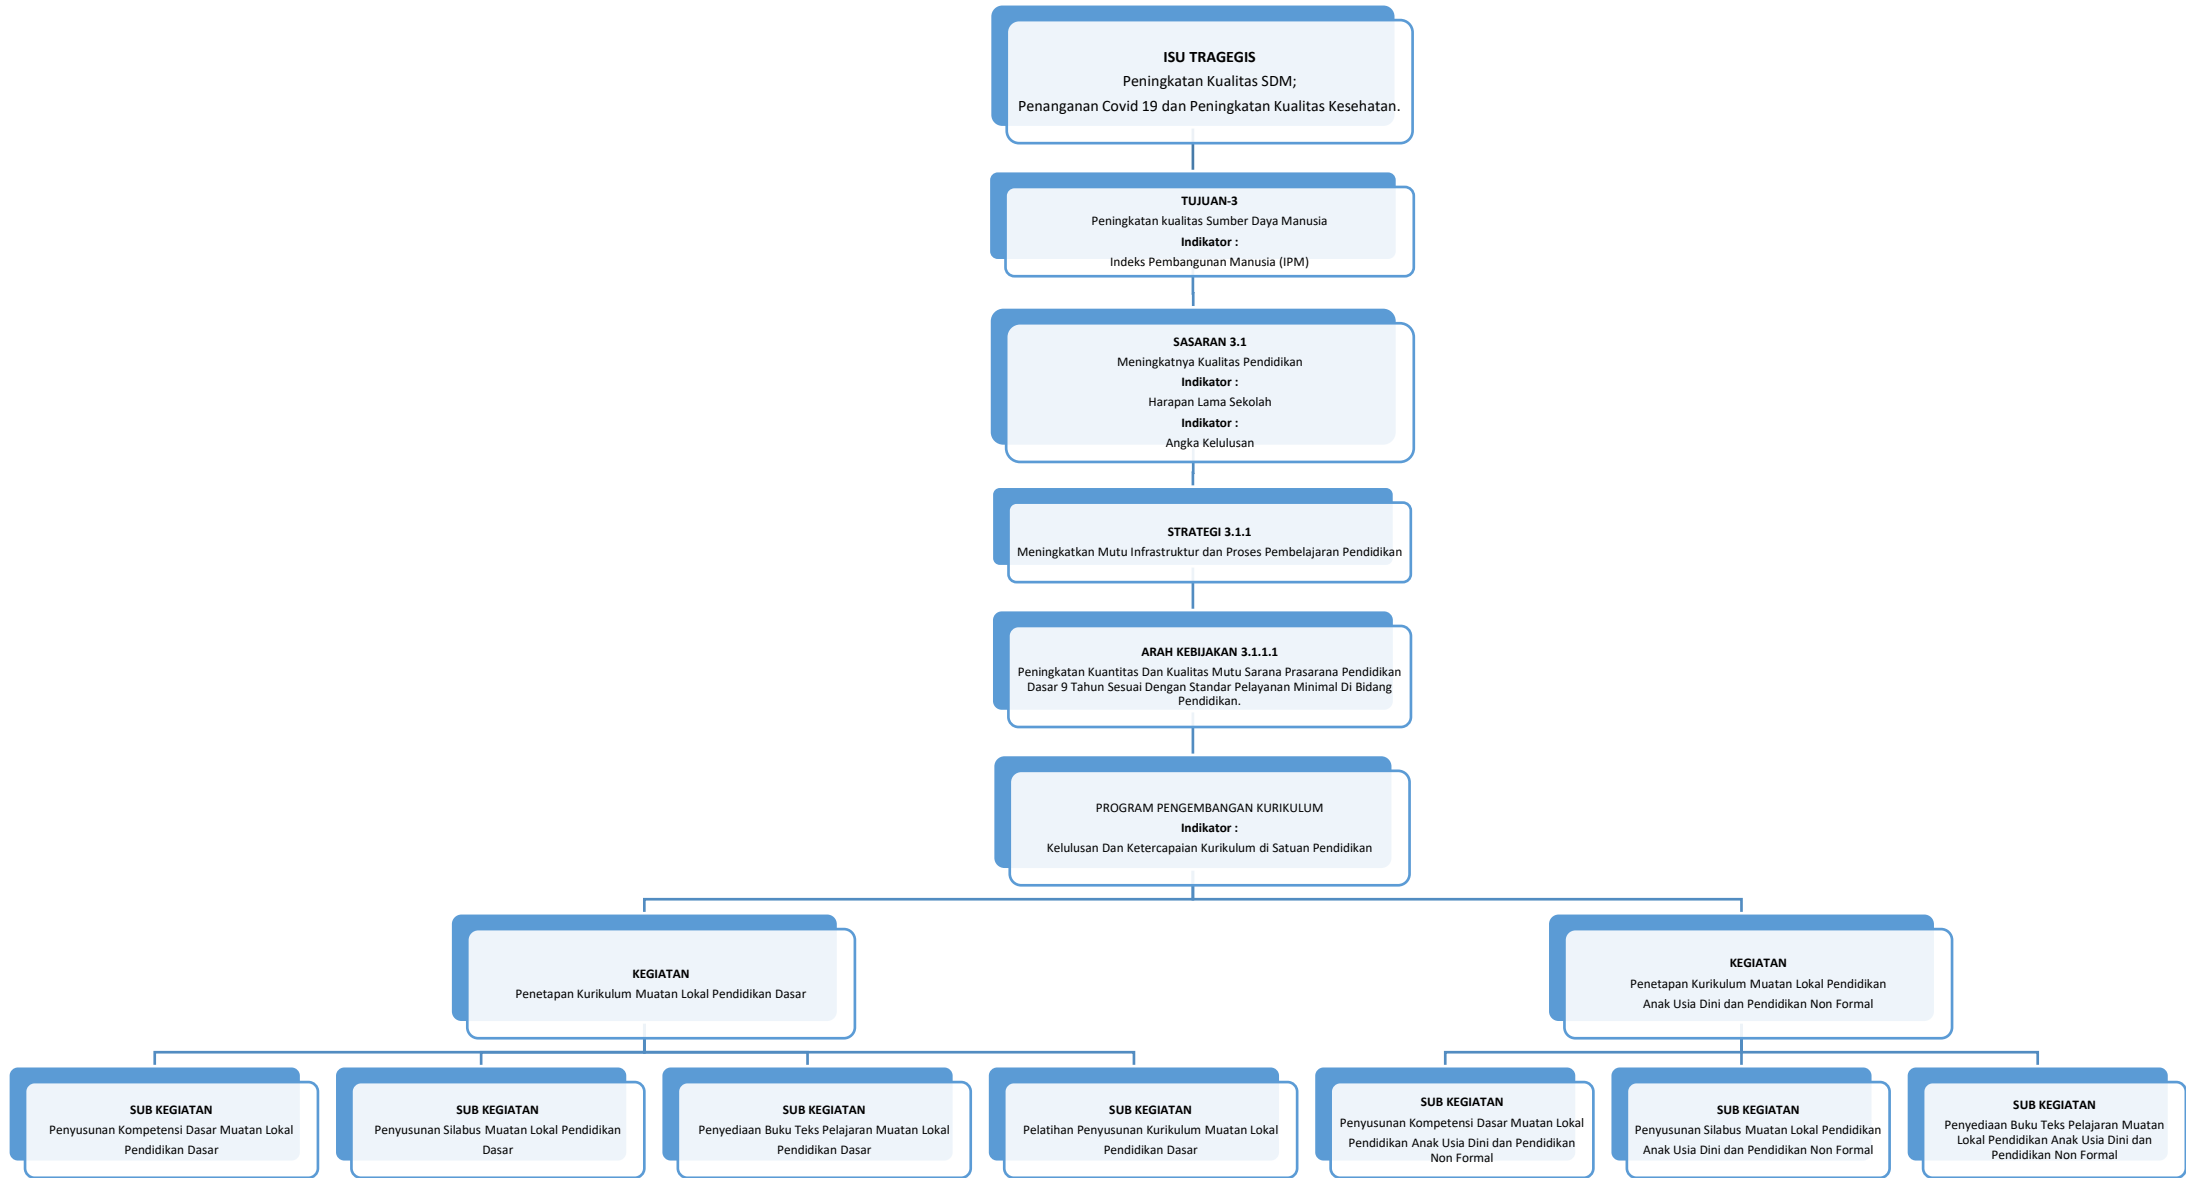 ISU TRAGEGIS
Peningkatan Kualitas SDM;
Penanganan Covid 19 dan Peningkatan Kualitas Kesehatan.
TUJUAN-3
Peningkatan kualitas Sumber Daya Manusia
Indikator :
Indeks Pembangunan Manusia (IPM)
SASARAN 3.1
Meningkatnya Kualitas Pendidikan
Indikator :
Harapan Lama Sekolah
Indikator :
Angka Kelulusan
STRATEGI 3.1.1
Meningkatkan Mutu Infrastruktur dan Proses Pembelajaran Pendidikan
ARAH KEBIJAKAN 3.1.1.1
Peningkatan Kuantitas Dan Kualitas Mutu Sarana Prasarana Pendidikan
Dasar 9 Tahun Sesuai Dengan Standar Pelayanan Minimal Di Bidang
Pendidikan.
PROGRAM PENGEMBANGAN KURIKULUM
Indikator :
Kelulusan Dan Ketercapaian Kurikulum di Satuan Pendidikan
KEGIATAN
Penetapan Kurikulum Muatan Lokal Pendidikan Dasar
KEGIATAN
Penetapan Kurikulum Muatan Lokal Pendidikan
Anak Usia Dini dan Pendidikan Non Formal
SUB KEGIATAN
Penyusunan Kompetensi Dasar Muatan Lokal
Pendidikan Dasar
SUB KEGIATAN
Penyusunan Silabus Muatan Lokal Pendidikan
Dasar
SUB KEGIATAN
Penyediaan Buku Teks Pelajaran Muatan Lokal
Pendidikan Dasar
SUB KEGIATAN
Pelatihan Penyusunan Kurikulum Muatan Lokal
Pendidikan Dasar
SUB KEGIATAN
Penyusunan Kompetensi Dasar Muatan Lokal
Pendidikan Anak Usia Dini dan Pendidikan
Non Formal
SUB KEGIATAN
Penyusunan Silabus Muatan Lokal Pendidikan
Anak Usia Dini dan Pendidikan Non Formal
SUB KEGIATAN
Penyediaan Buku Teks Pelajaran Muatan
Lokal Pendidikan Anak Usia Dini dan
Pendidikan Non Formal